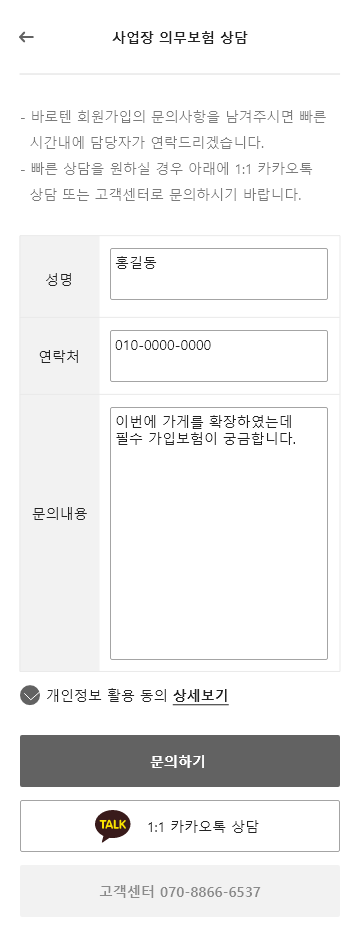 사업장 의무보험 상담
- 바로텐 회원가입의 문의사항을 남겨주시면 빠른
시간내에 담당자가 연락드리겠습니다.
- 빠른 상담을 원하실 경우 아래에 1:1 카카오톡
상담 또는 고객센터로 문의하시기 바랍니다.
성명
홍길동
연락처
010-0000-0000
문의내용
이번에 가게를 확장하였는데
필수 가입보험이 궁금합니다.
개인정보 활용 동의 상세보기
문의하기
TALK 1:1 카카오톡 상담
고객센터 070-8866-6537